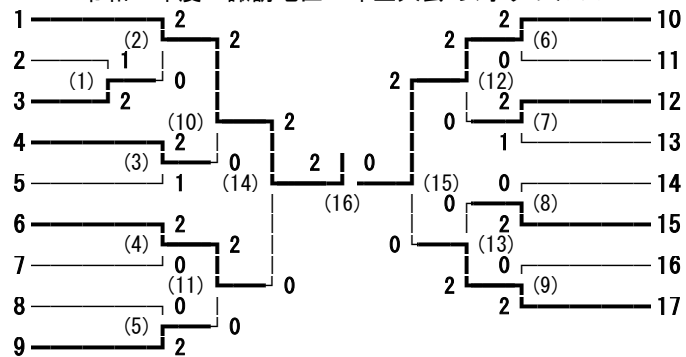 1 2 2 10
(2) 2 2 (6)
2 1 0 11
(1) 0 2 (12)
3 2 2 12
(10) 2 0 (7)
4 2 1 13
(3) 0 2 0
5 1 (14) (15) 0 14
(16) 0 (8)
6 2 2 15
(4) 2 0 (13)
7 0 0 16
(11) 0 2 (9)
8 0 2 17
(5) 0
9 2